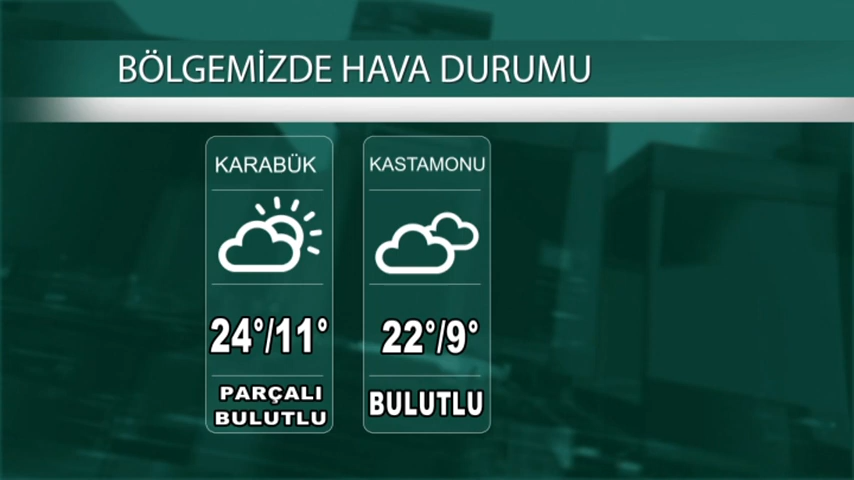 BÖLGEMİZDE HAVA DURUMU
KARABÜK
24°/11°
PARÇALI
BULUTLU
KASTAMONU
22°/9°
BULUTLU